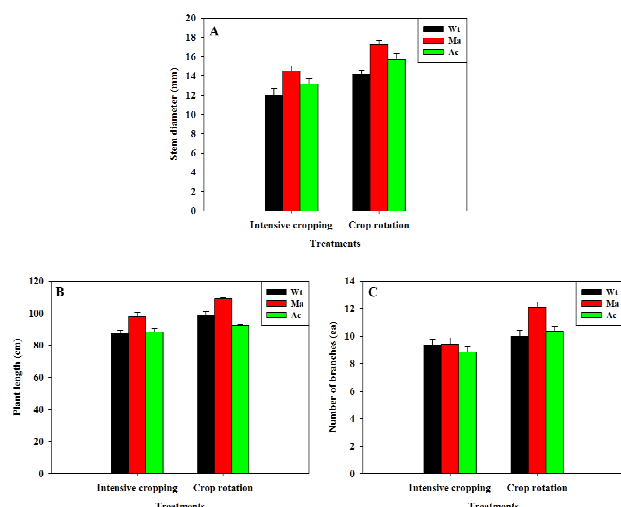 A
Wt
Ma
Ac
20
18
16
14
12
10
8
6
4
2
0
Stem diameter (mm)
Intensive cropping Crop rotation
Treatments
B
Wt
Ma
Ac
120
100
80
60
40
20
0
Plant length (cm)
Intensive cropping Crop rotation
Treatments
C
Wt
Ma
Ac
14
12
10
8
6
4
2
0
Number of branches (ea)
Intensive cropping Crop rotation
Treatments